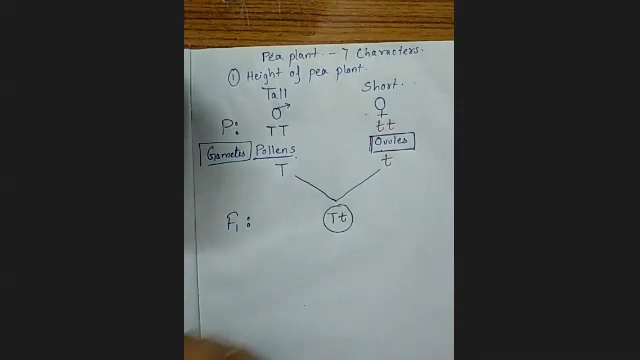 Pea plant. - 7 Characters.
① Height of pea plant.
Tall Short..
♂ ♀
P: TT tt
Gametes Pollens Ovules
T t
F₁: Tt